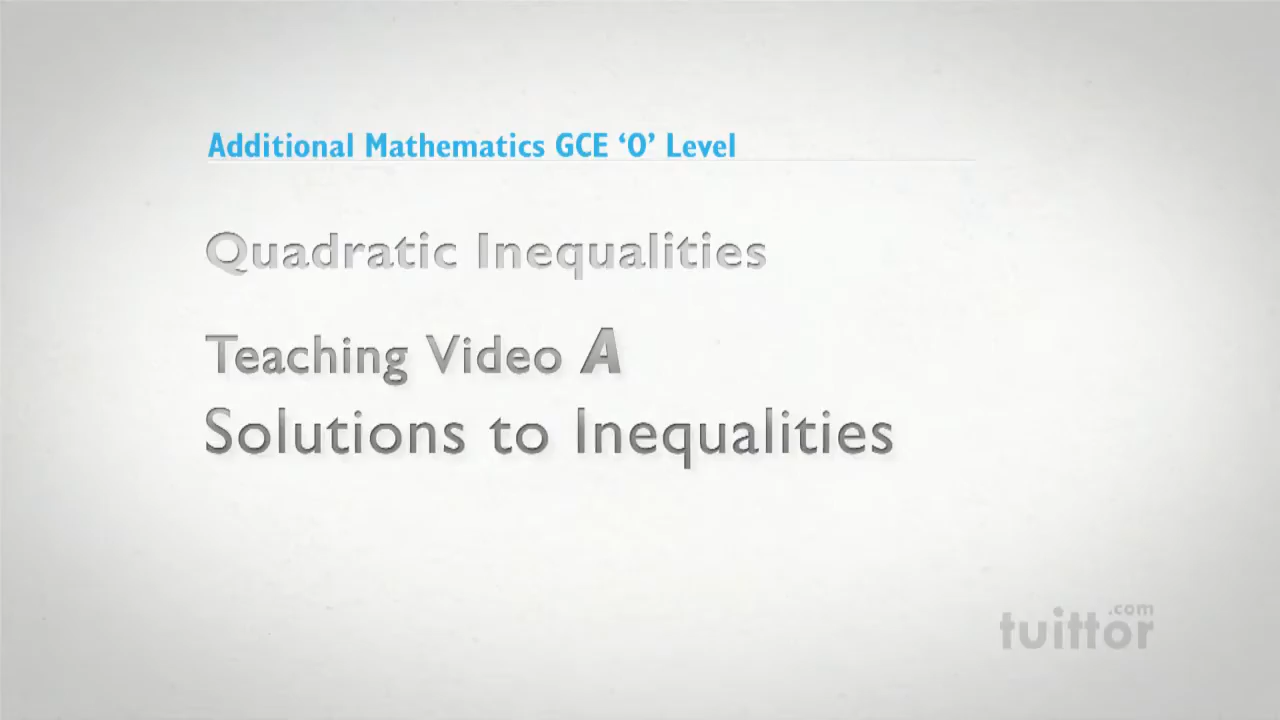 Additional Mathematics GCE ‘O’ Level
Quadratic Inequalities
Teaching Video A
Solutions to Inequalities
tuittor.com